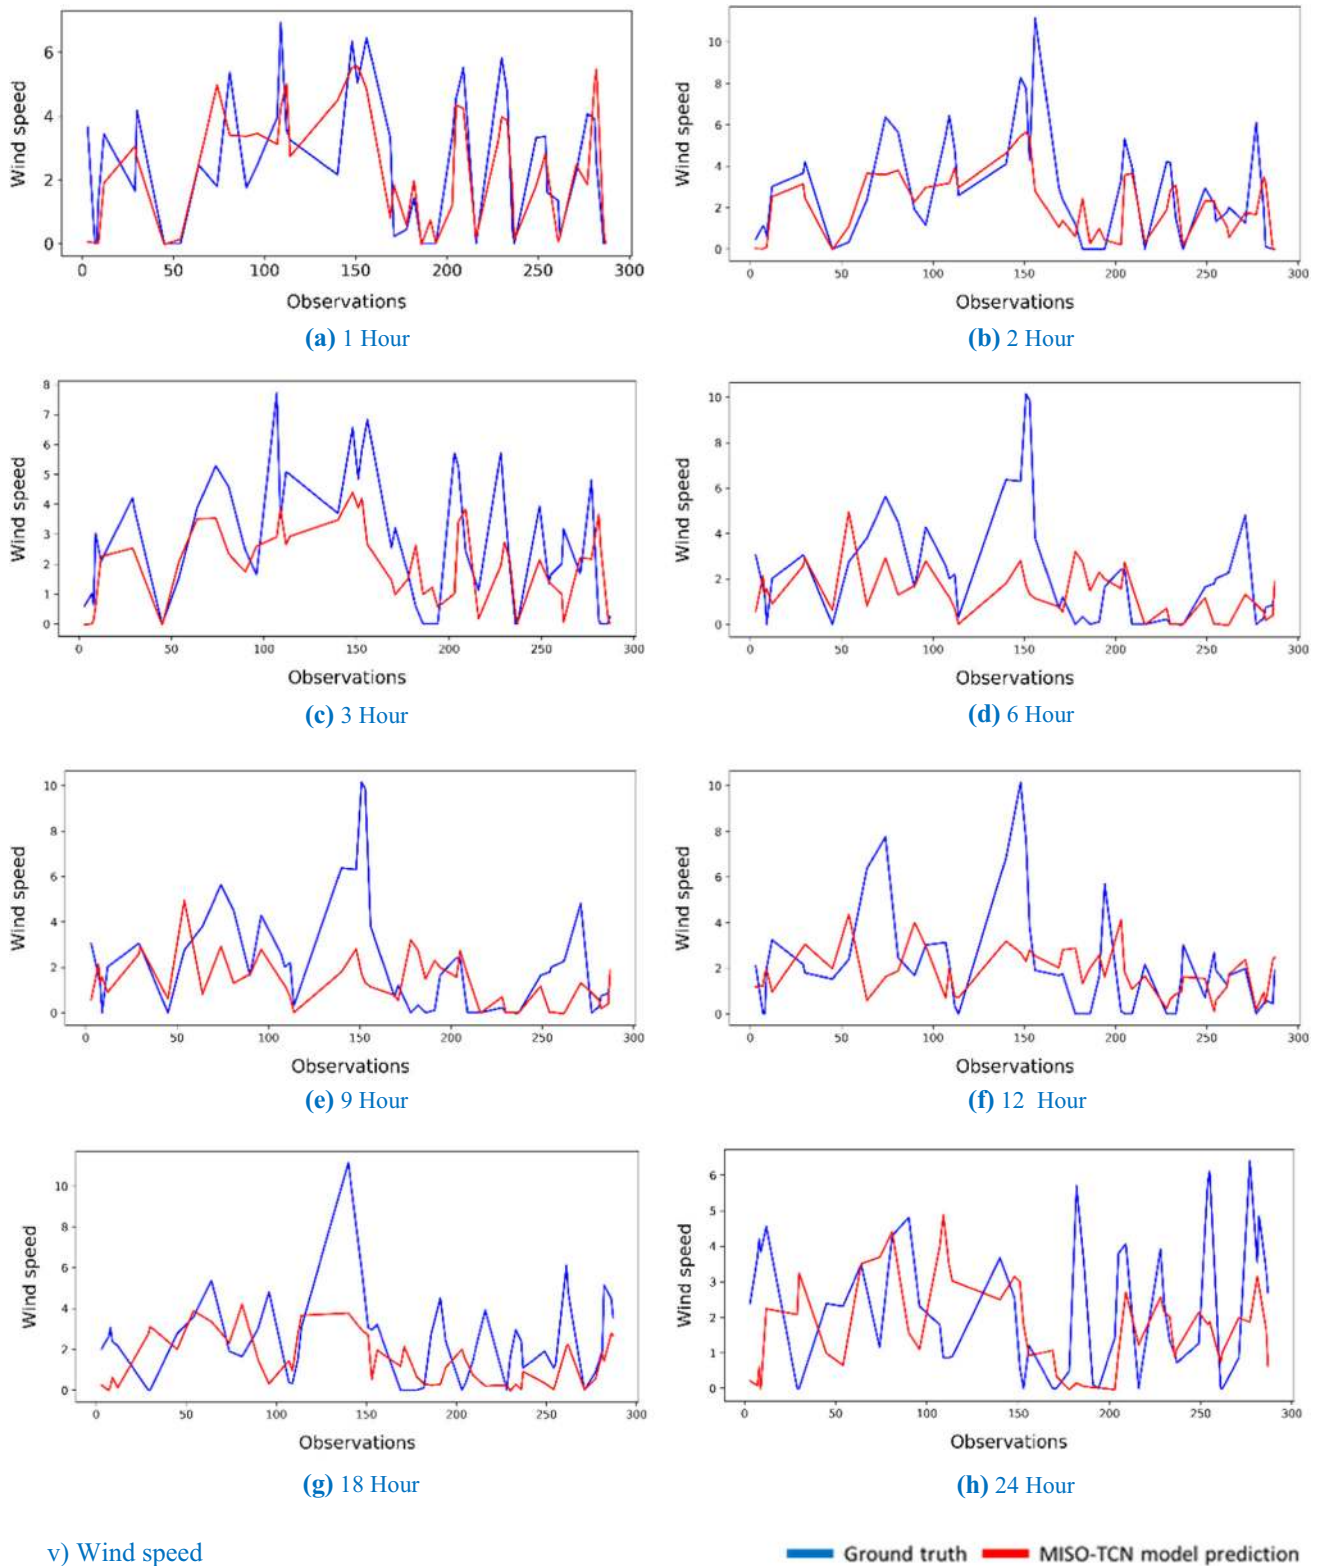 6
4
2
0
Wind speed
0 50 100 150 200 250 300
Observations
(a) 1 Hour
10
8
6
4
2
0
Wind speed
0 50 100 150 200 250 300
Observations
(b) 2 Hour
8
7
6
5
4
3
2
1
0
Wind speed
0 50 100 150 200 250 300
Observations
(c) 3 Hour
10
8
6
4
2
0
Wind speed
0 50 100 150 200 250 300
Observations
(d) 6 Hour
10
8
6
4
2
0
Wind speed
0 50 100 150 200 250 300
Observations
(e) 9 Hour
10
8
6
4
2
0
Wind speed
0 50 100 150 200 250 300
Observations
(f) 12 Hour
10
8
6
4
2
0
Wind speed
0 50 100 150 200 250 300
Observations
(g) 18 Hour
6
5
4
3
2
1
0
Wind speed
0 50 100 150 200 250 300
Observations
(h) 24 Hour
v) Wind speed
Ground truth MISO-TCN model prediction